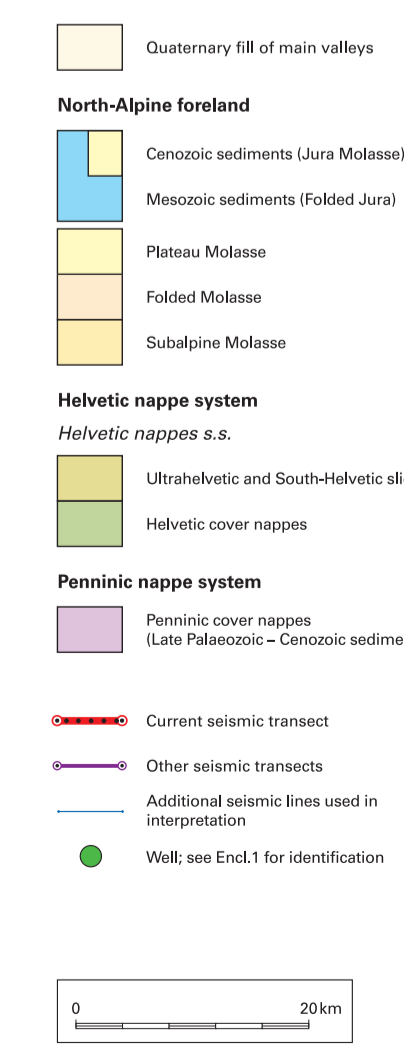 Quaternary fill of main valleys
North-Alpine foreland
Cenozoic sediments (Jura Molasse)
Mesozoic sediments (Folded Jura)
Plateau Molasse
Folded Molasse
Subalpine Molasse
Helvetic nappe system
Helvetic nappes s.s.
Ultrahelvetic and South-Helvetic sli
Helvetic cover nappes
Penninic nappe system
Penninic cover nappes
(Late Palaeozoic – Cenozoic sedime
Current seismic transect
Other seismic transects
Additional seismic lines used in
interpretation
Well; see Encl.1 for identification
0 20 km